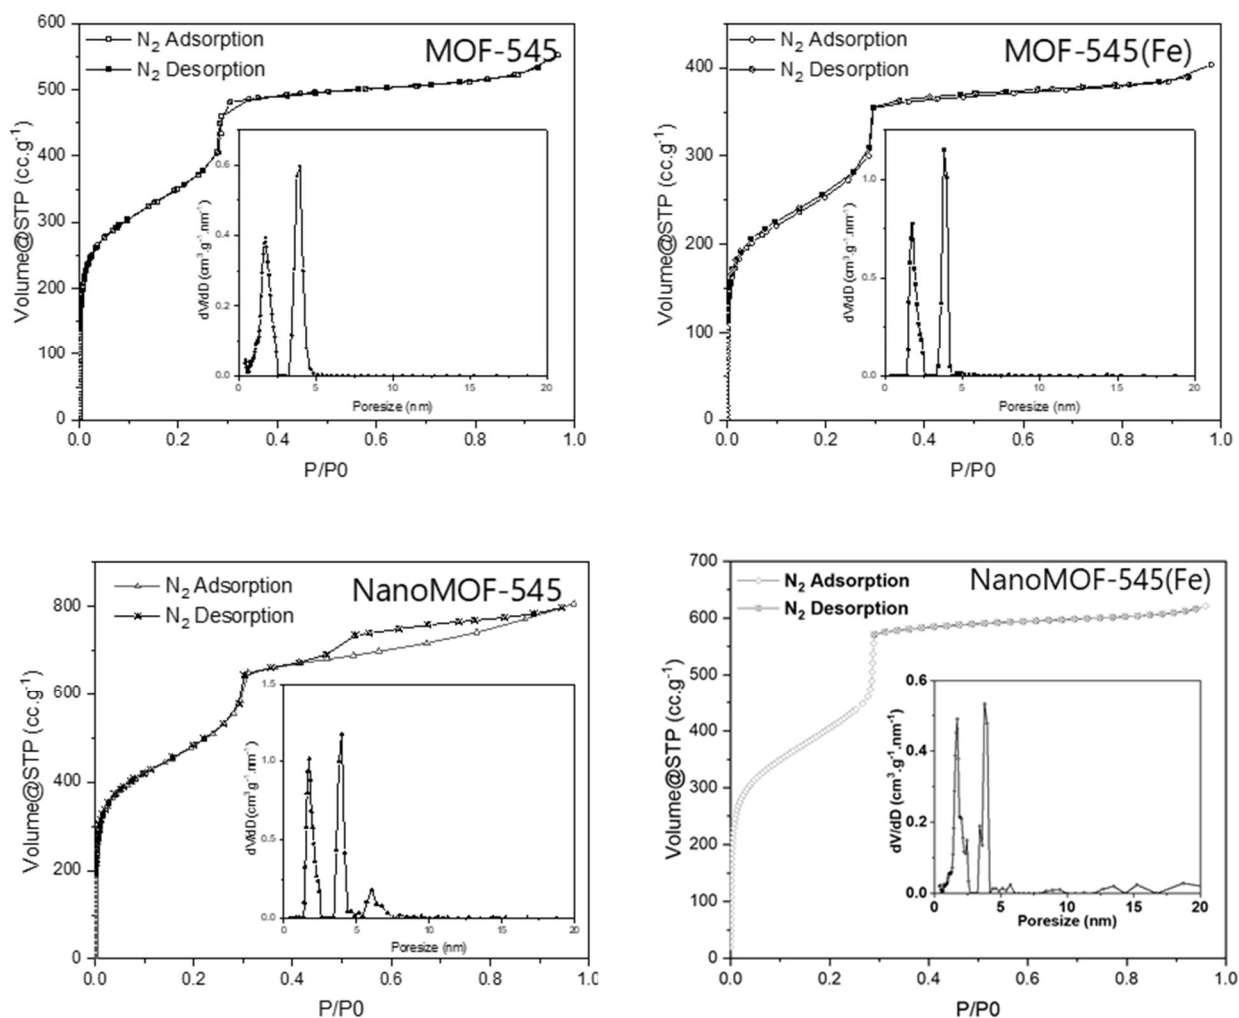 600
500
400
300
200
100
0
0.0 0.2 0.4 0.6 0.8 1.0
Volume@STP (cc.g-1)
P/P0
N2 Adsorption
N2 Desorption
MOF-545
0.6
0.4
0.2
0.0
0 5 10 15 20
dV/dD (cm3.g-1.nm-1)
Poresize (nm)
400
300
200
100
0
0.0 0.2 0.4 0.6 0.8 1.0
Volume@STP (cc.g-1)
P/P0
N2 Adsorption
N2 Desorption
MOF-545(Fe)
1.0
0.5
0.0
0 5 10 15 20
dV/dD (cm3.g-1.nm-1)
Poresize (nm)
800
600
400
200
0
0.0 0.2 0.4 0.6 0.8 1.0
Volume@STP (cc.g-1)
P/P0
N2 Adsorption
N2 Desorption
NanoMOF-545
1.5
1.0
0.5
0.0
0 5 10 15 20
dV/dD (cm3.g-1.nm-1)
Poresize (nm)
700
600
500
400
300
200
100
0
0.0 0.2 0.4 0.6 0.8 1.0
Volume@STP (cc.g-1)
P/P0
N2 Adsorption
N2 Desorption
NanoMOF-545(Fe)
0.6
0.4
0.2
0.0
0 5 10 15 20
dV/dD (cm3.g-1.nm-1)
Poresize (nm)